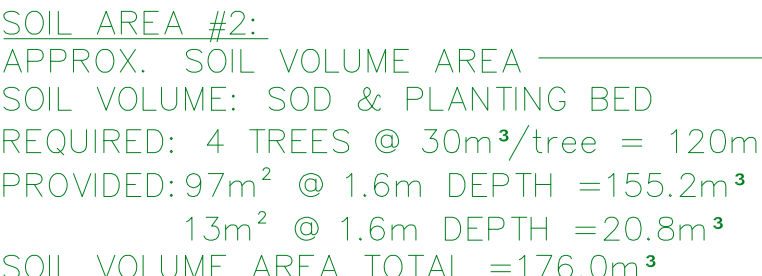 SOIL AREA #2:
APPROX. SOIL VOLUME AREA
SOIL VOLUME: SOD & PLANTING BED
REQUIRED: 4 TREES @ 30m³/tree = 120m
PROVIDED: 97m² @ 1.6m DEPTH =155.2m³
13m² @ 1.6m DEPTH =20.8m³
SOIL VOLUME AREA TOTAL =176.0m³